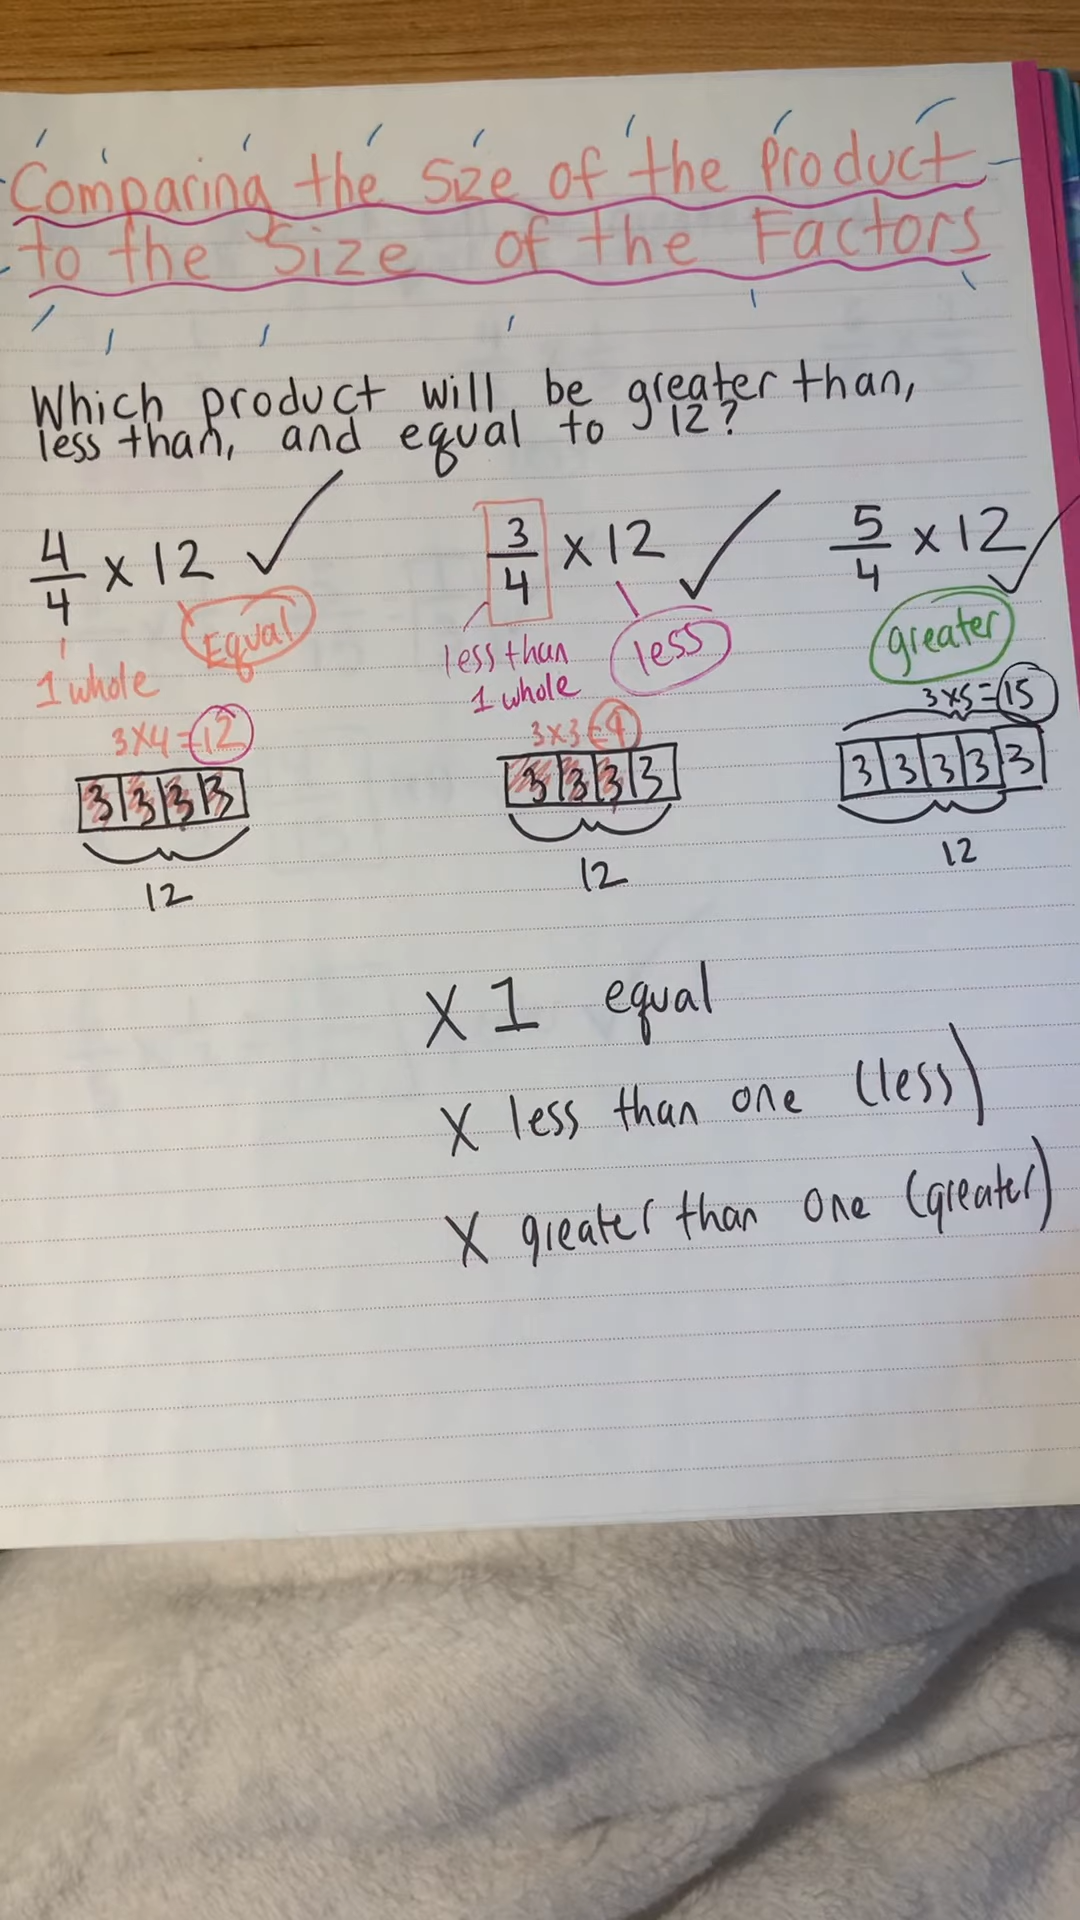 Comparing the Size of the Product
to the Size of the Factors
Which product will be greater than,
less than, and equal to 12?
4/4 x 12 ✓
Equal
1 whole
3x4=12
3 3 3 3
12
3/4 x 12 ✓
less than
1 whole
less
3x3=9
3 3 3 3
12
5/4 x 12 ✓
greater
3x5=15
3 3 3 3 3
12
X 1 equal
X less than one (less)
X greater than one (greater)